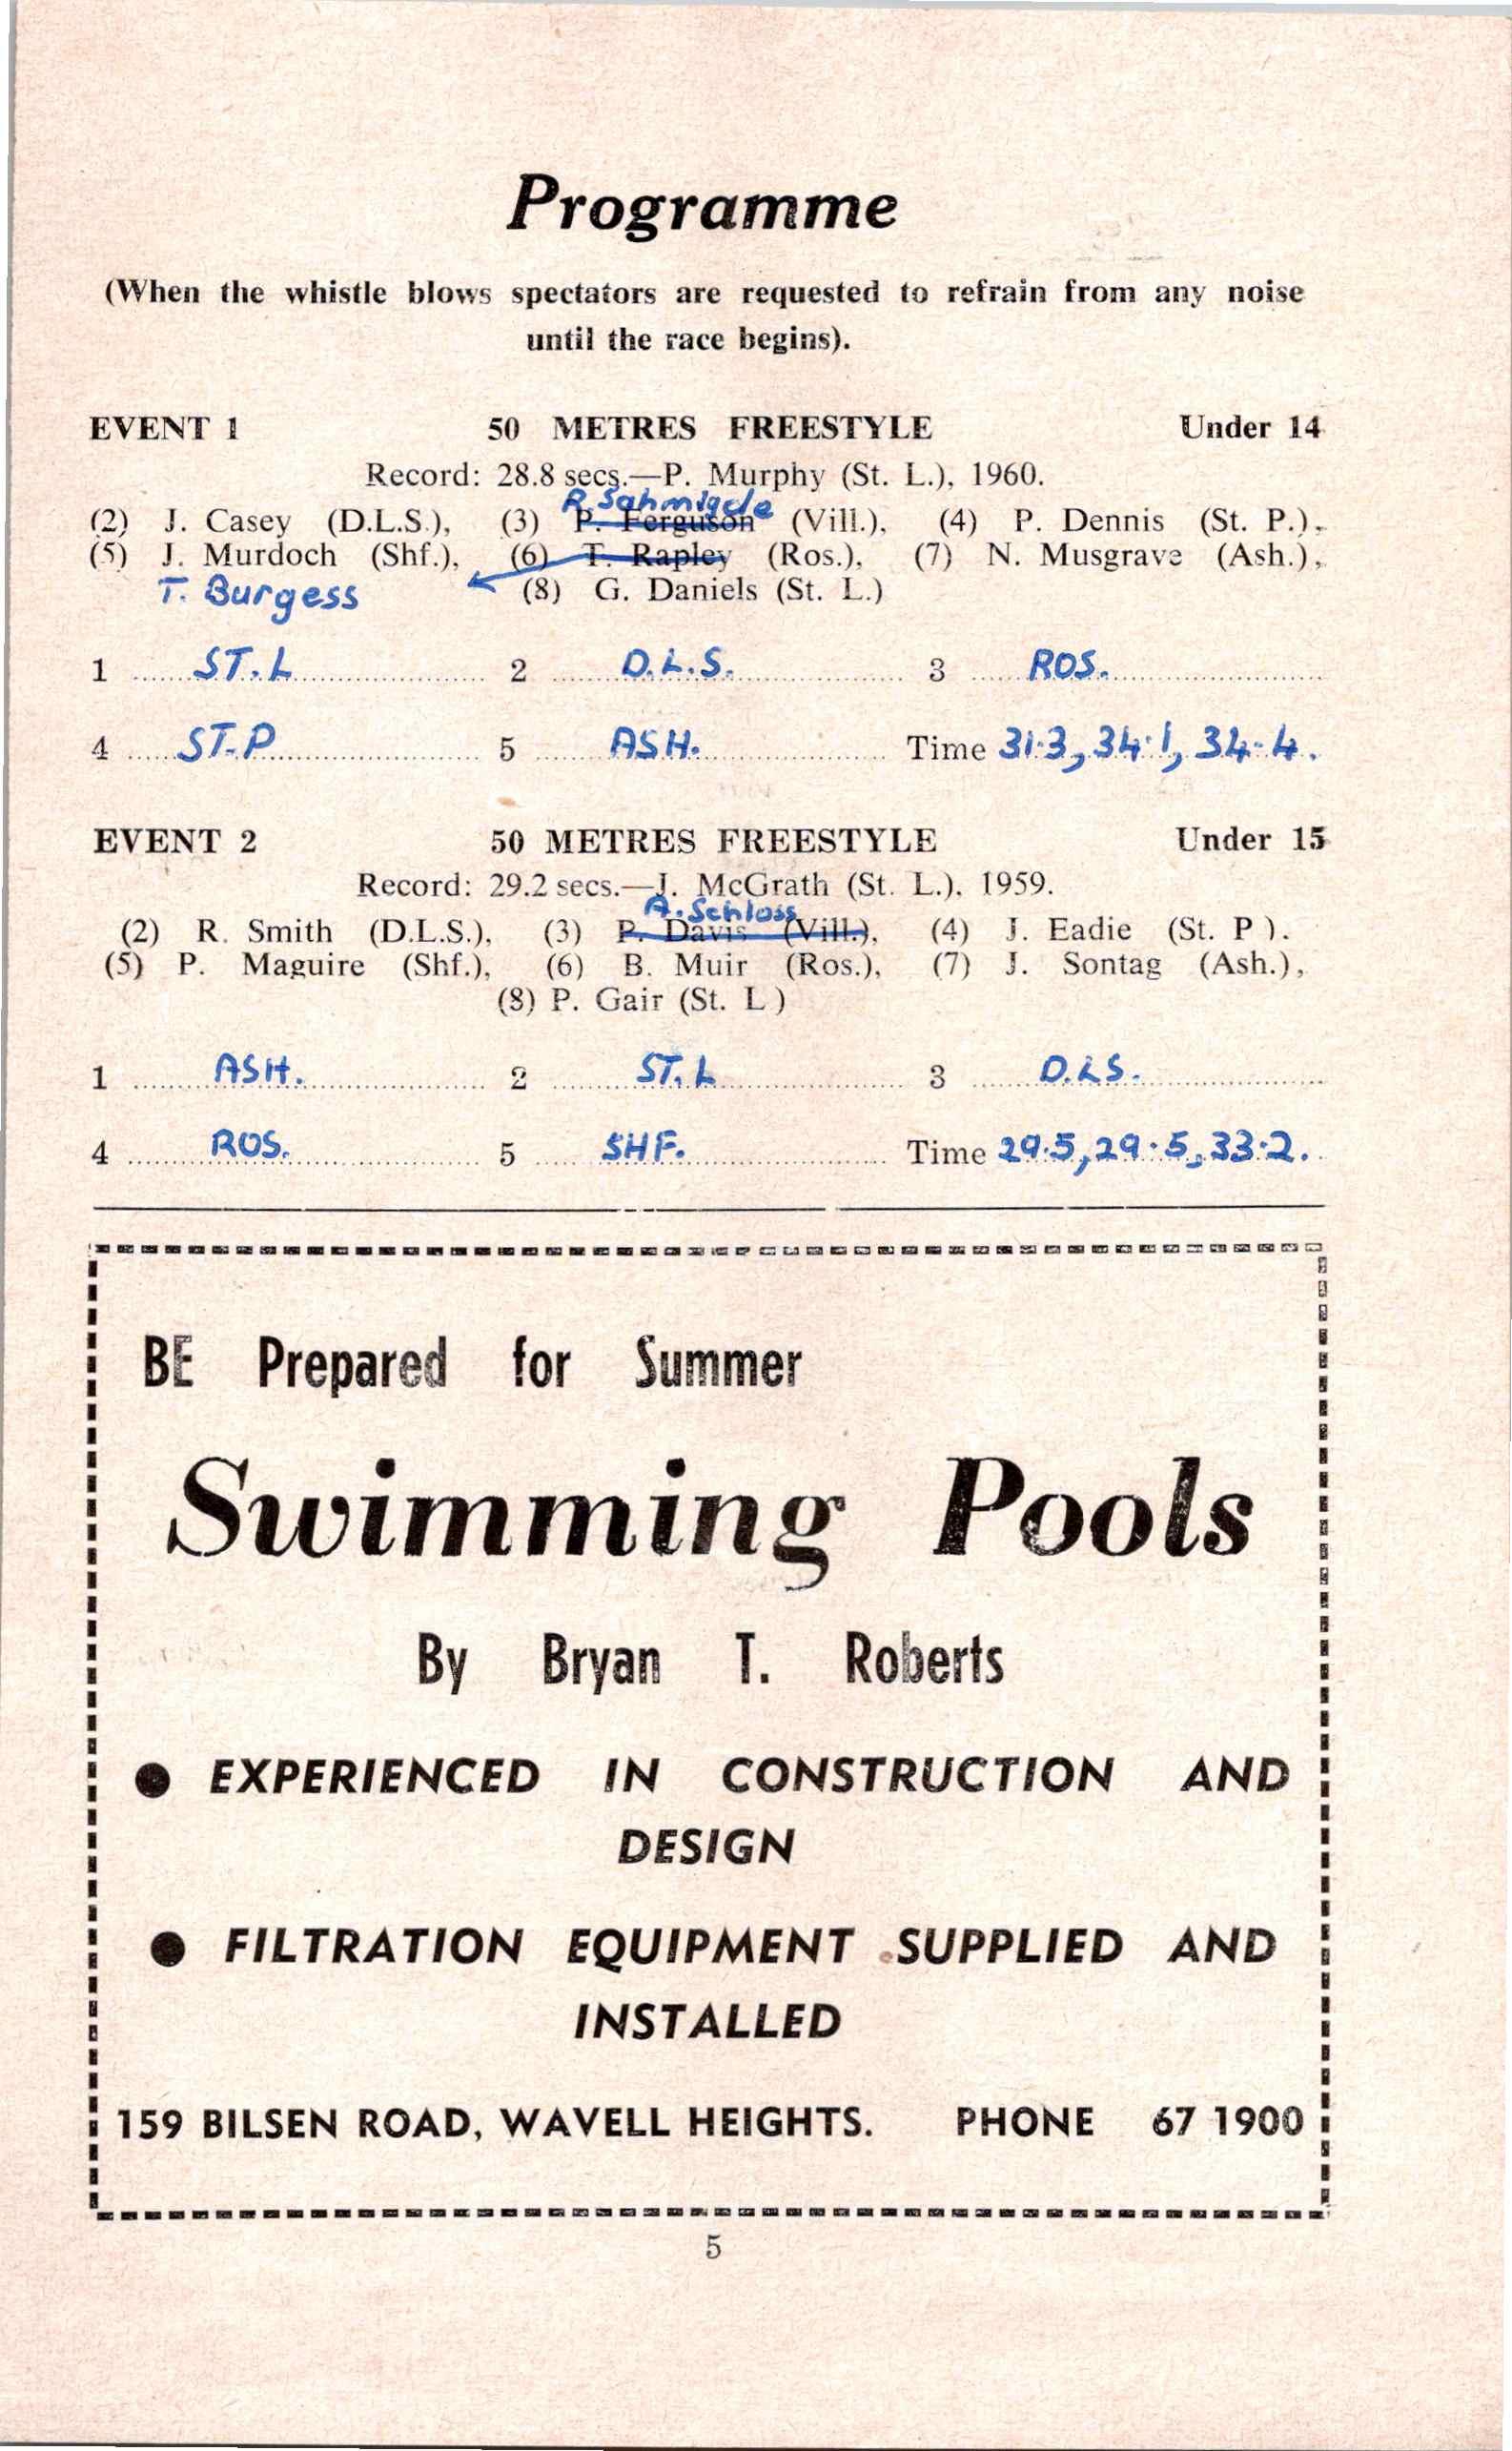 Programme
(When the whistle blows spectators are requested to refrain from any noise
until the race begins).
EVENT 1 50 METRES FREESTYLE Under 14
Record: 28.8 secs.—P. Murphy (St. L.), 1960.
R. Sahmigde
(2) J. Casey (D.L.S.), (3) P. Ferguson (Vill.), (4) P. Dennis (St. P.),
(5) J. Murdoch (Shf.), (6) T. Rapley (Ros.), (7) N. Musgrave (Ash.),
T. Burgess (8) G. Daniels (St. L.)
1 ST.L 2 D.L.S. 3 ROS.
4 ST.P 5 ASH. Time 31.3, 34.1, 34.4.
EVENT 2 50 METRES FREESTYLE Under 15
Record: 29.2 secs.—J. McGrath (St. L.), 1959.
A. Schloss
(2) R. Smith (D.L.S.), (3) P. Davis (Vill.), (4) J. Eadie (St. P ).
(5) P. Maguire (Shf.), (6) B. Muir (Ros.), (7) J. Sontag (Ash.),
(8) P. Gair (St. L )
1 ASH. 2 ST.L 3 D.L.S.
4 ROS. 5 SHF. Time 29.5, 29.5, 33.2.
BE Prepared for Summer
Swimming Pools
By Bryan T. Roberts
● EXPERIENCED IN CONSTRUCTION AND
DESIGN
● FILTRATION EQUIPMENT SUPPLIED AND
INSTALLED
159 BILSEN ROAD, WAVELL HEIGHTS. PHONE 67 1900
5